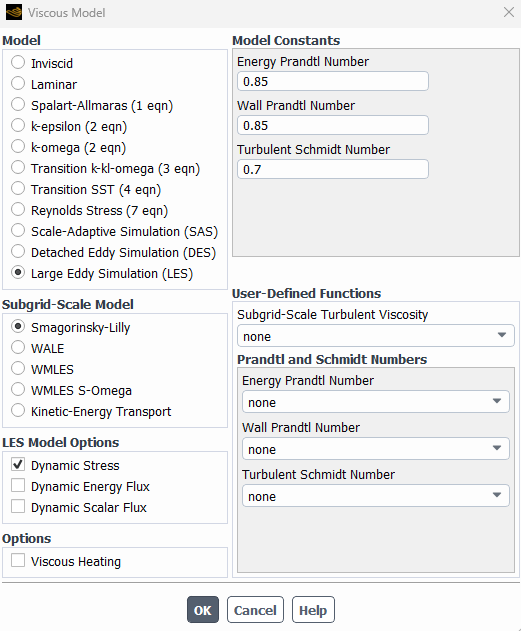 Viscous Model
Model
Inviscid
Laminar
Spalart-Allmaras (1 eqn)
k-epsilon (2 eqn)
k-omega (2 eqn)
Transition k-kl-omega (3 eqn)
Transition SST (4 eqn)
Reynolds Stress (7 eqn)
Scale-Adaptive Simulation (SAS)
Detached Eddy Simulation (DES)
Large Eddy Simulation (LES)
Subgrid-Scale Model
Smagorinsky-Lilly
WALE
WMLES
WMLES S-Omega
Kinetic-Energy Transport
LES Model Options
Dynamic Stress
Dynamic Energy Flux
Dynamic Scalar Flux
Options
Viscous Heating
Model Constants
Energy Prandtl Number
0.85
Wall Prandtl Number
0.85
Turbulent Schmidt Number
0.7
User-Defined Functions
Subgrid-Scale Turbulent Viscosity
none
Prandtl and Schmidt Numbers
Energy Prandtl Number
none
Wall Prandtl Number
none
Turbulent Schmidt Number
none
OK
Cancel
Help